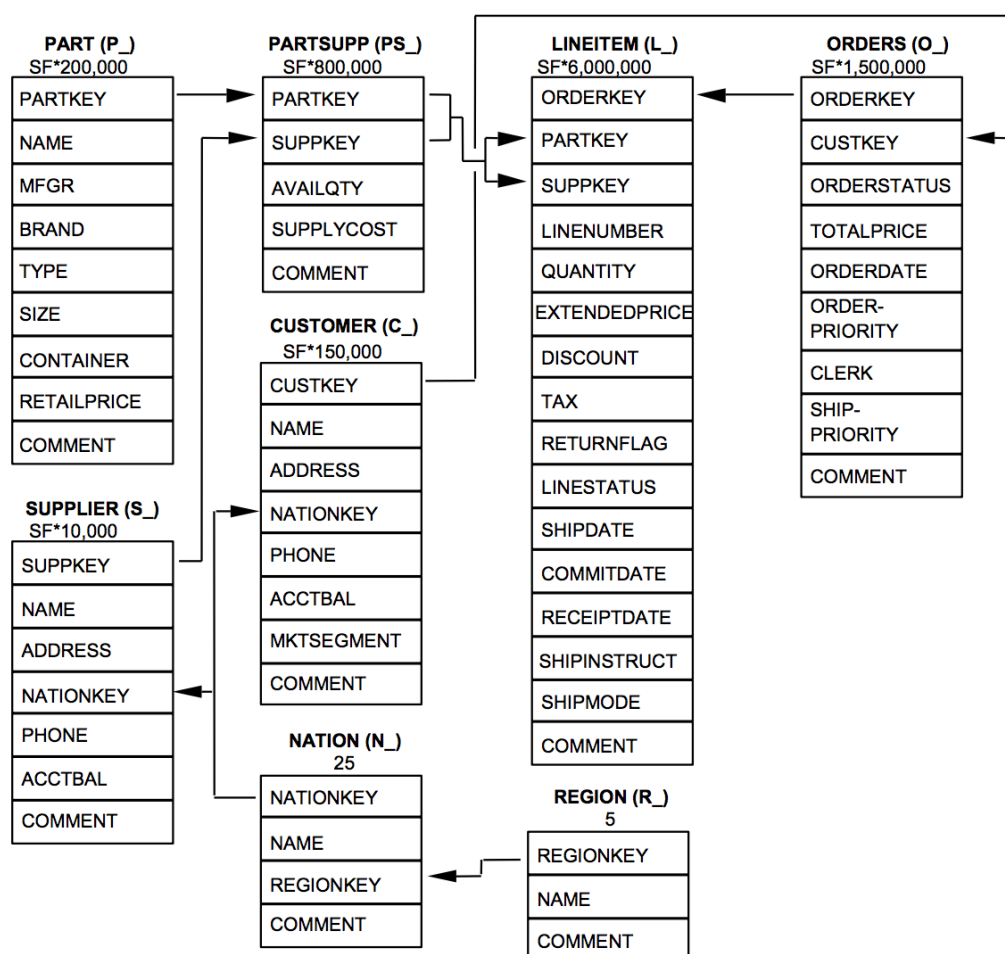 PART (P_)
SF*200,000
PARTKEY
NAME
MFGR
BRAND
TYPE
SIZE
CONTAINER
RETAILPRICE
COMMENT
SUPPLIER (S_)
SF*10,000
SUPPKEY
NAME
ADDRESS
NATIONKEY
PHONE
ACCTBAL
COMMENT
PARTSUPP (PS_)
SF*800,000
PARTKEY
SUPPKEY
AVAILQTY
SUPPLYCOST
COMMENT
CUSTOMER (C_)
SF*150,000
CUSTKEY
NAME
ADDRESS
NATIONKEY
PHONE
ACCTBAL
MKTSEGMENT
COMMENT
NATION (N_)
25
NATIONKEY
NAME
REGIONKEY
COMMENT
LINEITEM (L_)
SF*6,000,000
ORDERKEY
PARTKEY
SUPPKEY
LINENUMBER
QUANTITY
EXTENDEDPRICE
DISCOUNT
TAX
RETURNFLAG
LINESTATUS
SHIPDATE
COMMITDATE
RECEIPTDATE
SHIPINSTRUCT
SHIPMODE
COMMENT
REGION (R_)
5
REGIONKEY
NAME
COMMENT
ORDERS (O_)
SF*1,500,000
ORDERKEY
CUSTKEY
ORDERSTATUS
TOTALPRICE
ORDERDATE
ORDER-
PRIORITY
CLERK
SHIP-
PRIORITY
COMMENT